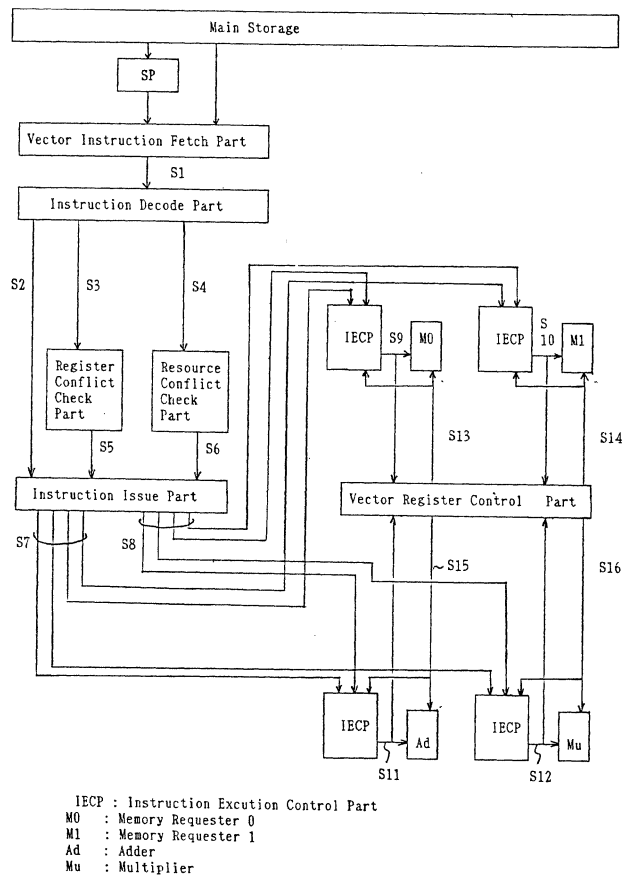 Main Storage
SP
Vector Instruction Fetch Part
S1
Instruction Decode Part
S2
S3
S4
Register
Conflict
Check
Part
Resource
Conflict
Check
Part
S5
S6
Instruction Issue Part
S7
S8
IECP
S9
M0
IECP
S
10
M1
S13
S14
Vector Register Control Part
S15
S16
IECP
Ad
IECP
Mu
S11
S12
IECP : Instruction Excution Control Part
M0 : Memory Requester 0
M1 : Memory Requester 1
Ad : Adder
Mu : Multiplier